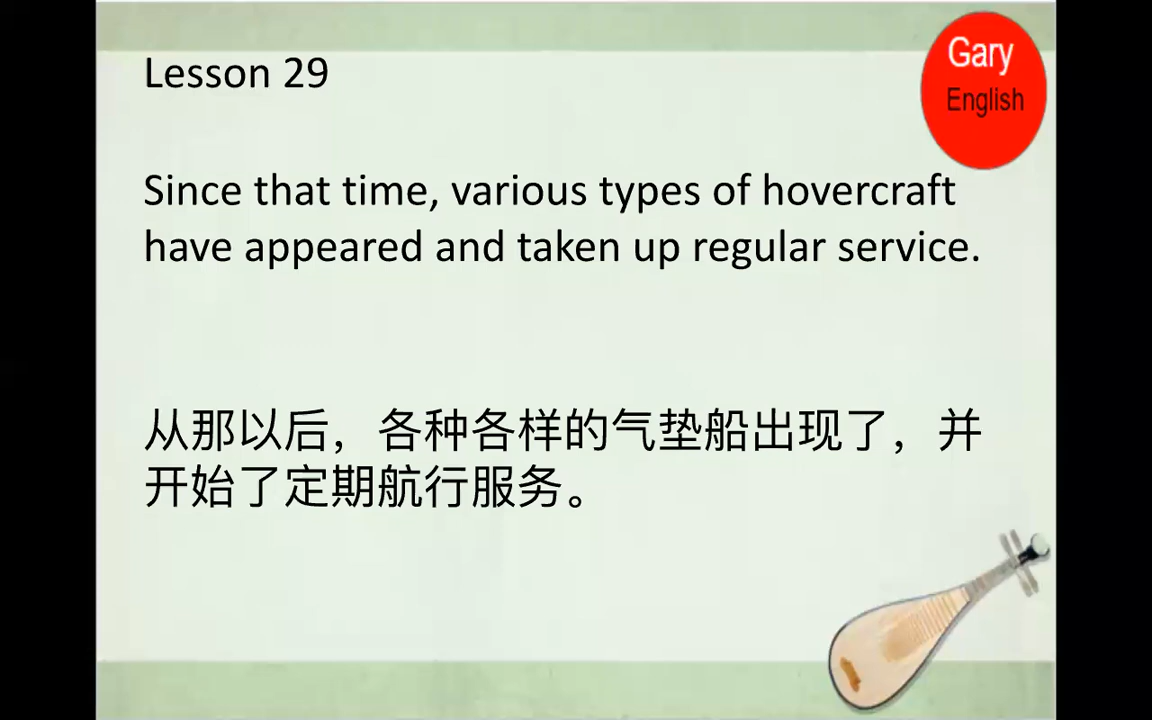 Lesson 29
Gary
English
Since that time, various types of hovercraft
have appeared and taken up regular service.
从那以后，各种各样的气垫船出现了，并
开始了定期航行服务。